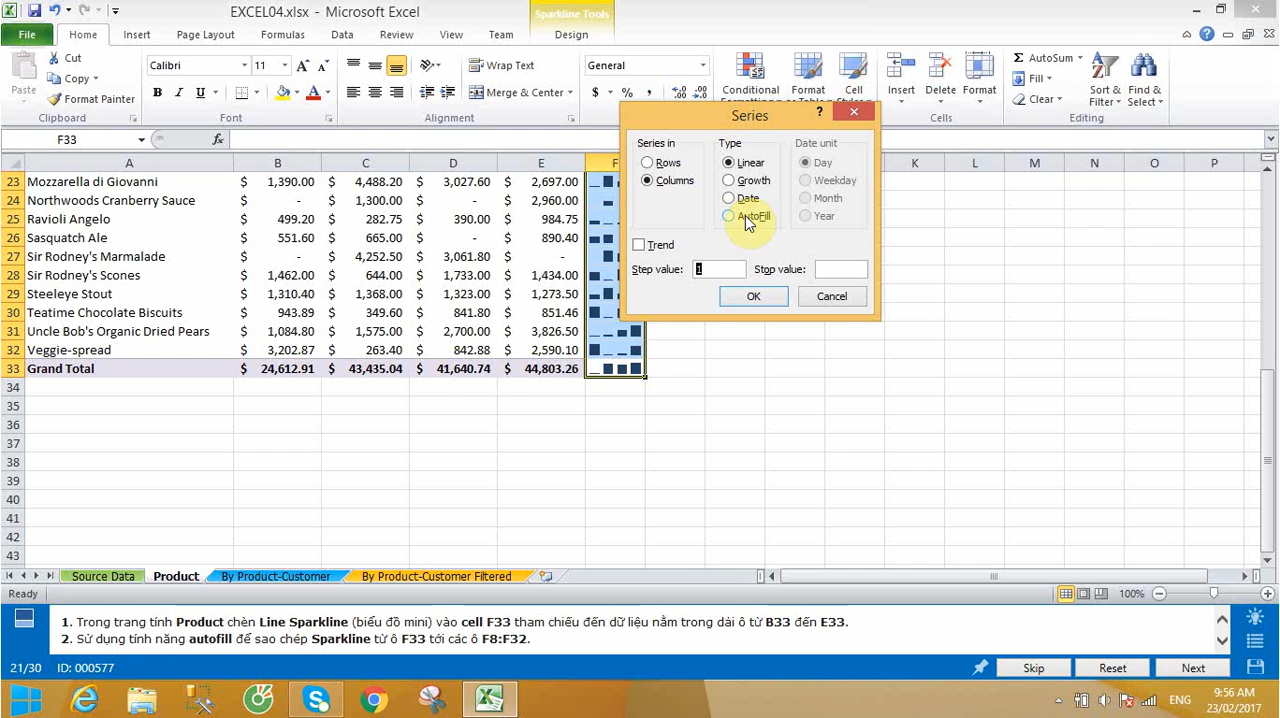 EXCEL04.xlsx - Microsoft Excel
Sparkline Tools
File Home Insert Page Layout Formulas Data Review View Team Design
Paste Cut Copy Format Painter
Calibri 11
B I U
Wrap Text
Merge & Center
General
$ %
Conditional Formatting
Format Table
Cell
Insert Delete Format
AutoSum Fill Clear
Sort & Filter Find & Select
Clipboard Font Alignment Cells Editing
F33 fx
A B C D E F K L M N O P
23 Mozzarella di Giovanni $ 1,390.00 $ 4,488.20 $ 3,027.60 $ 2,697.00
24 Northwoods Cranberry Sauce $ - $ 1,300.00 $ - $ 2,960.00
25 Ravioli Angelo $ 499.20 $ 282.75 $ 390.00 $ 984.75
26 Sasquatch Ale $ 551.60 $ 665.00 $ - $ 890.40
27 Sir Rodney's Marmalade $ - $ 4,252.50 $ 3,061.80 $ -
28 Sir Rodney's Scones $ 1,462.00 $ 644.00 $ 1,733.00 $ 1,434.00
29 Steeleye Stout $ 1,310.40 $ 1,368.00 $ 1,323.00 $ 1,273.50
30 Teatime Chocolate Biscuits $ 943.89 $ 349.60 $ 841.80 $ 851.46
31 Uncle Bob's Organic Dried Pears $ 1,084.80 $ 1,575.00 $ 2,700.00 $ 3,826.50
32 Veggie-spread $ 3,202.87 $ 263.40 $ 842.88 $ 2,590.10
33 Grand Total $ 24,612.91 $ 43,435.04 $ 41,640.74 $ 44,803.26
34
35
36
37
38
39
40
41
42
43
Series ?
Series in Type Date unit
Rows Linear Day
Columns Growth Weekday
Date Month
AutoFill Year
Trend
Step value: 1 Stop value:
OK Cancel
Source Data Product By Product-Customer By Product-Customer Filtered
Ready 100%
1. Trong trang tính Product chèn Line Sparkline (biểu đồ mini) vào cell F33 tham chiếu đến dữ liệu nằm trong dải ô từ B33 đến E33.
2. Sử dụng tính năng autofill để sao chép Sparkline từ ô F33 tới các ô F8:F32.
21/30 ID: 000577 Skip Reset Next
ENG 9:56 AM
23/02/2017